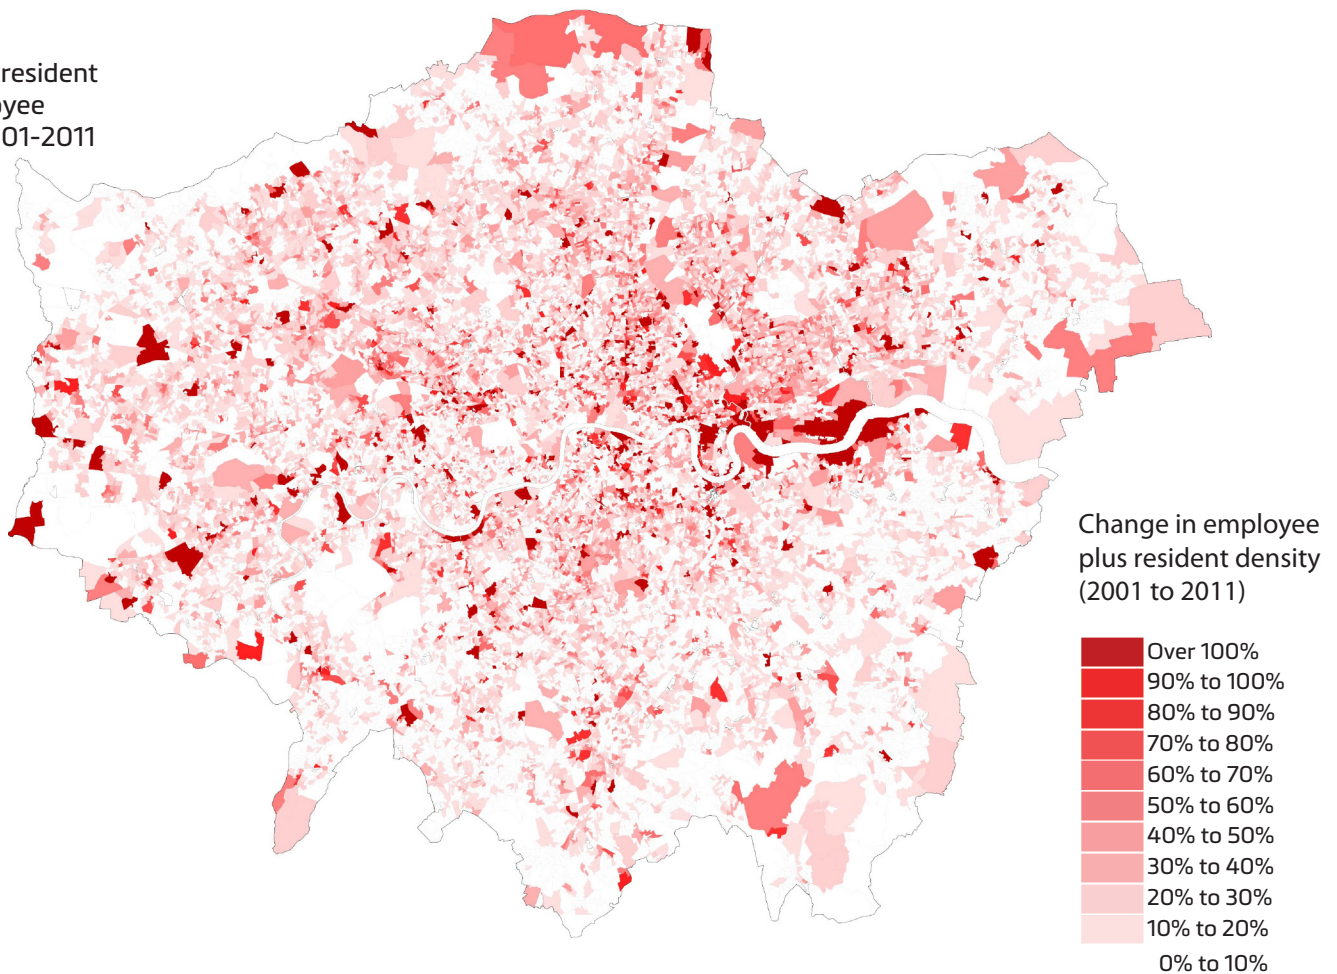 resident
yee
01-2011
Change in employee
plus resident density
(2001 to 2011)
Over 100%
90% to 100%
80% to 90%
70% to 80%
60% to 70%
50% to 60%
40% to 50%
30% to 40%
20% to 30%
10% to 20%
0% to 10%